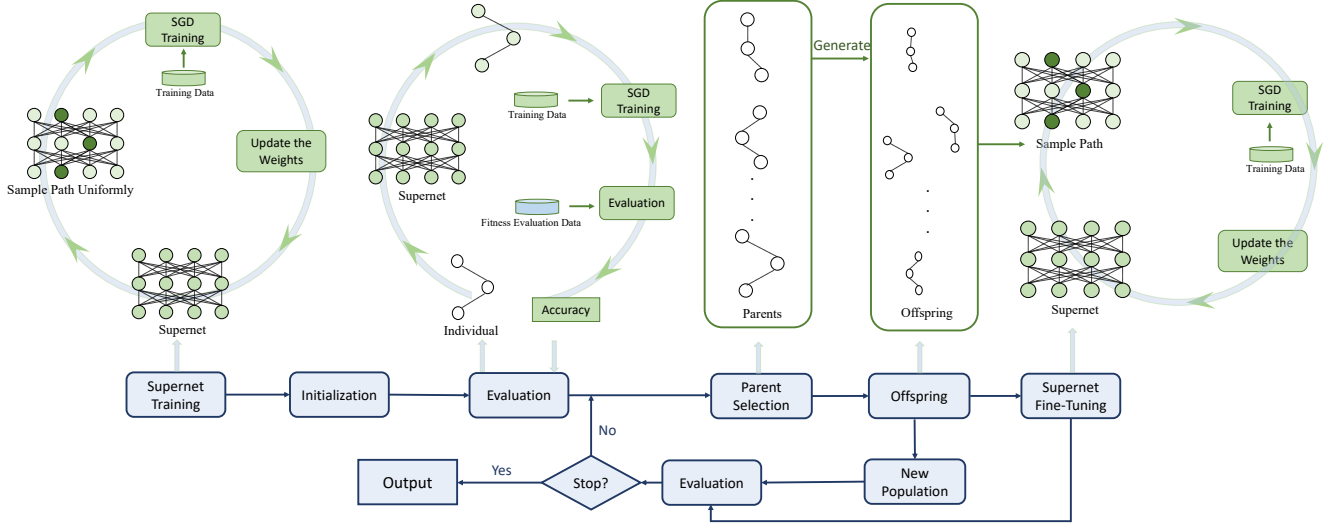 SGD
Training
Training Data
Update the
Weights
Sample Path Uniformly
Supernet
Training Data
SGD
Training
Supernet
Fitness Evaluation Data
Evaluation
Individual
Accuracy
Parents
Generate
Offspring
Sample Path
SGD
Training
Training Data
Update the
Weights
Supernet
Supernet
Training
Initialization
Evaluation
Parent
Selection
Offspring
Supernet
Fine-Tuning
No
Yes
Output
Stop?
Evaluation
New
Population